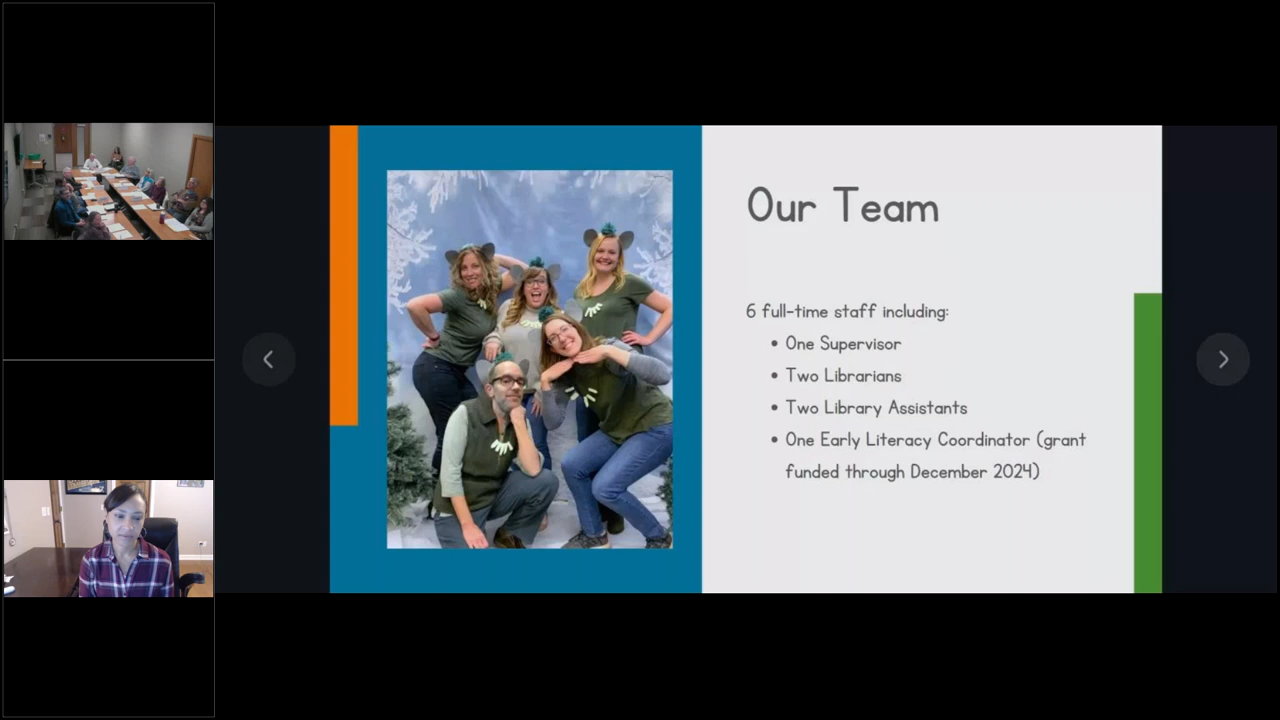 Our Team
6 full-time staff including:
• One Supervisor
• Two Librarians
• Two Library Assistants
• One Early Literacy Coordinator (grant
funded through December 2024)